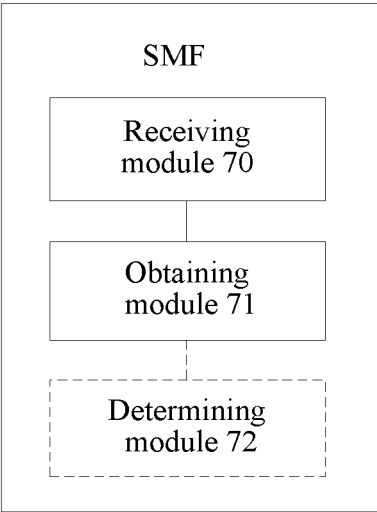 SMF
Receiving
module 70
Obtaining
module 71
Determining
module 72